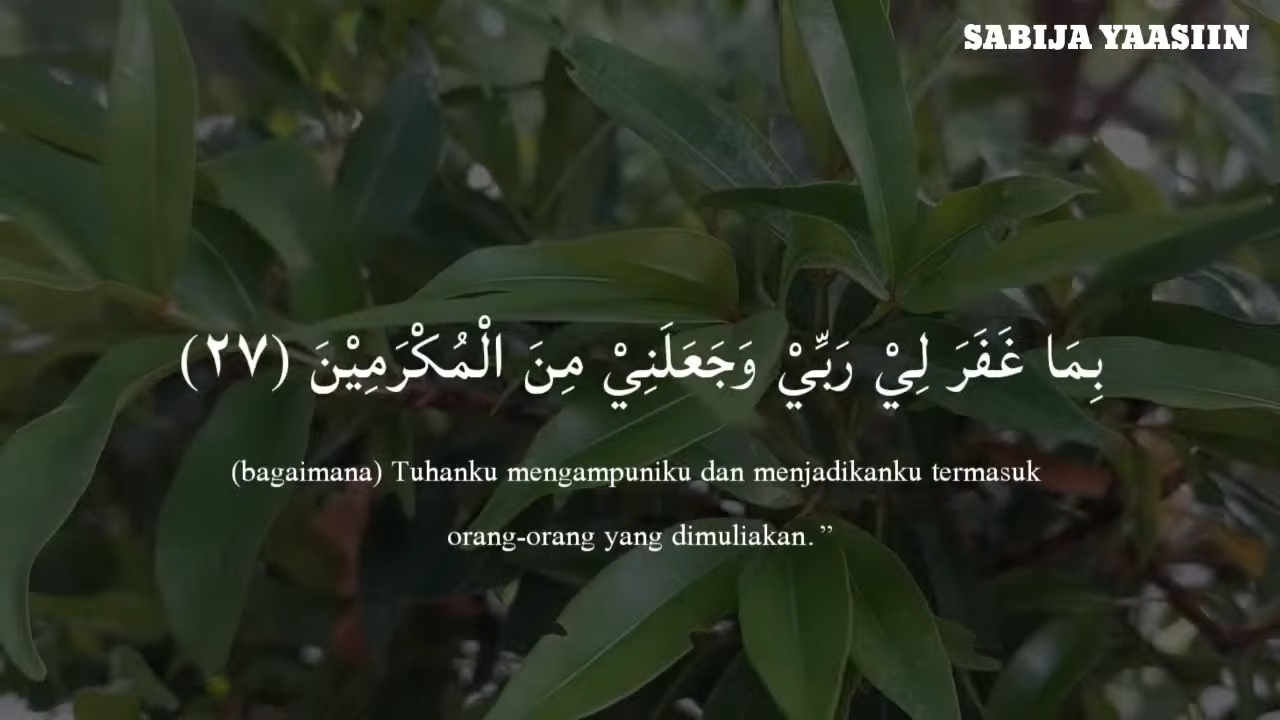 SABIJA YAASIIN
بِمَا غَفَرَ لِيْ رَبِّيْ وَجَعَلَنِيْ مِنَ الْمُكْرَمِيْنَ (٢٧)
(bagaimana) Tuhanku mengampuniku dan menjadikanku termasuk
orang-orang yang dimuliakan.”